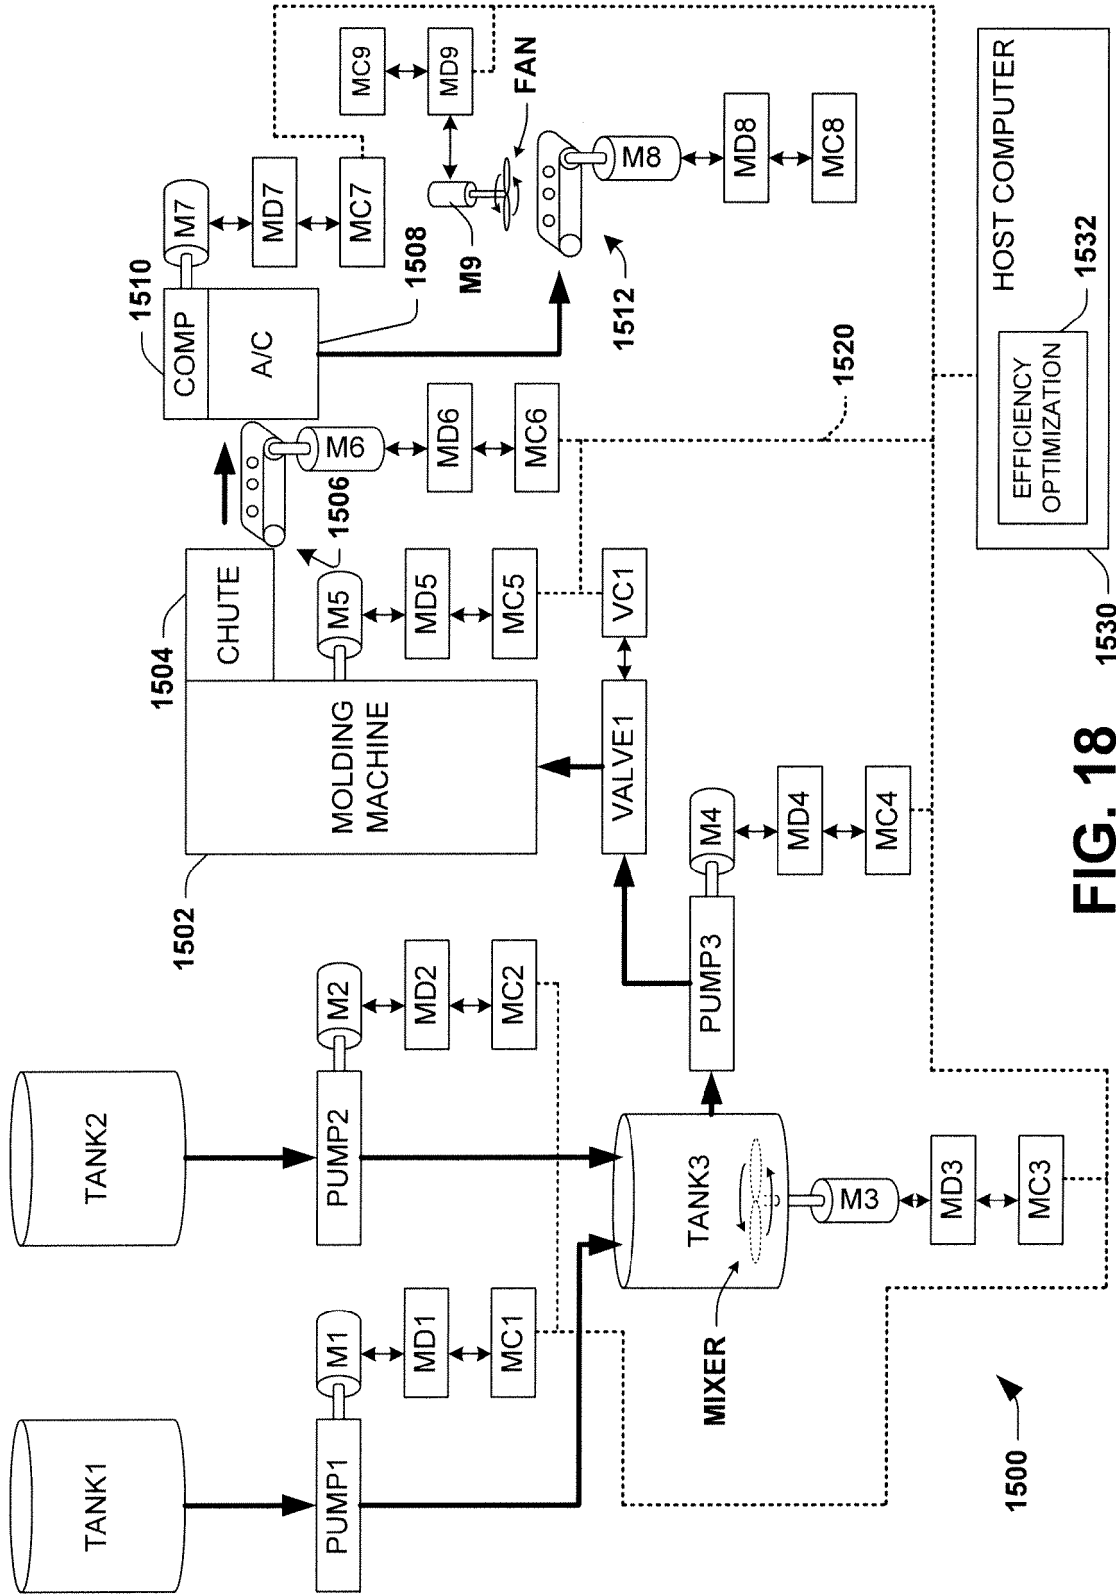 TANK1
TANK2
PUMP1
M1
MD1
MC1
PUMP2
M2
MD2
MC2
1502
MOLDING
MACHINE
1504
CHUTE
M5
MD5
MC5
1506
M6
MD6
MC6
1510
COMP
A/C
1508
M7
MD7
MC7
MC9
MD9
M9
FAN
1512
M8
MD8
MC8
VALVE1
VC1
1520
MIXER
TANK3
M3
MD3
MC3
PUMP3
M4
MD4
MC4
1500
HOST COMPUTER
EFFICIENCY
OPTIMIZATION
1532
1530
FIG. 18